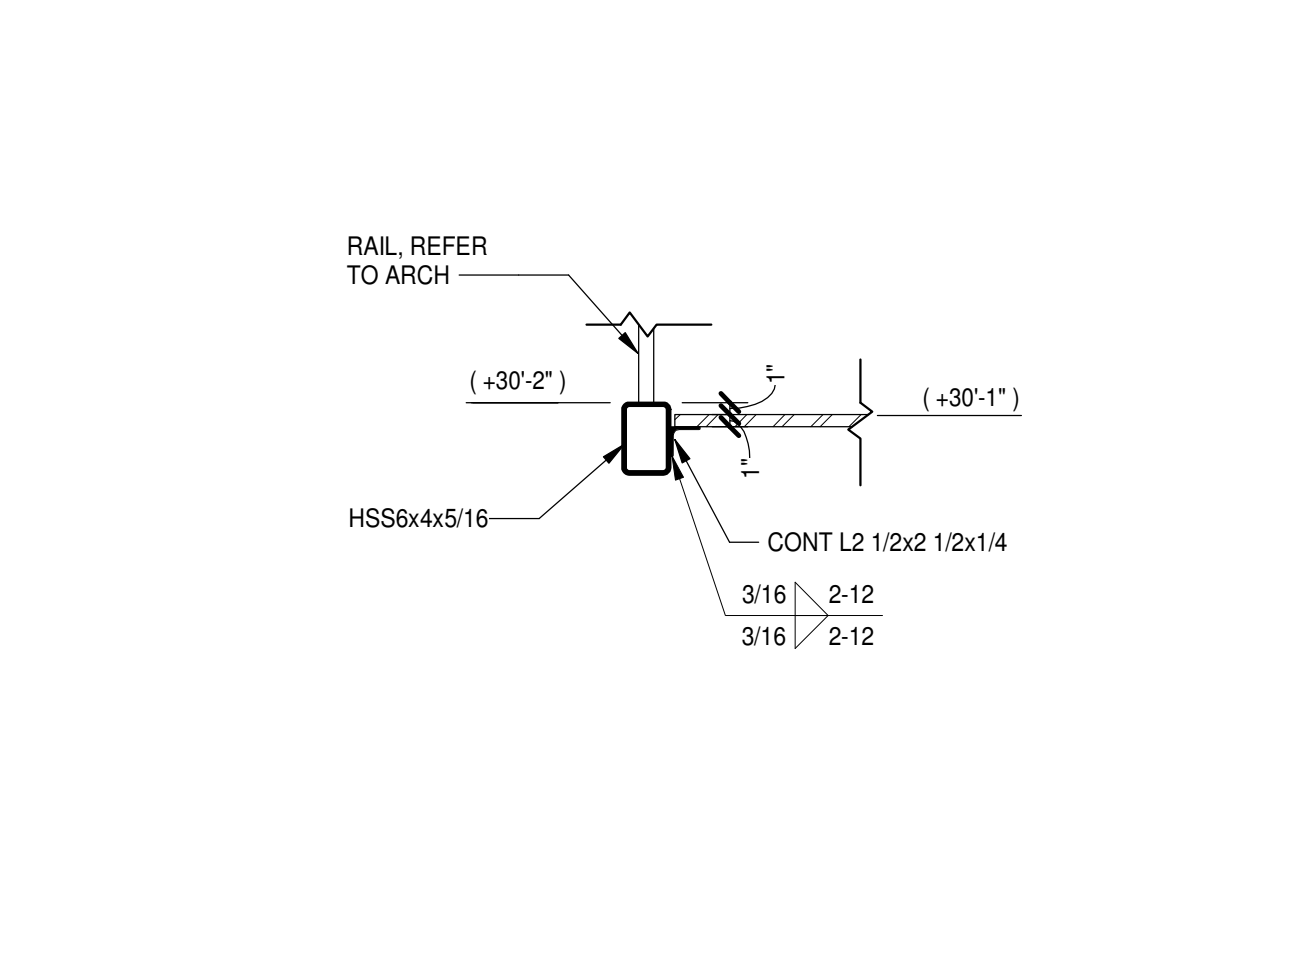 RAIL, REFER
TO ARCH
1"
( +30'-2" )
( +30'-1" )
1"
HSS6x4x5/16
CONT L2 1/2x2 1/2x1/4
3/16 2-12
3/16 2-12